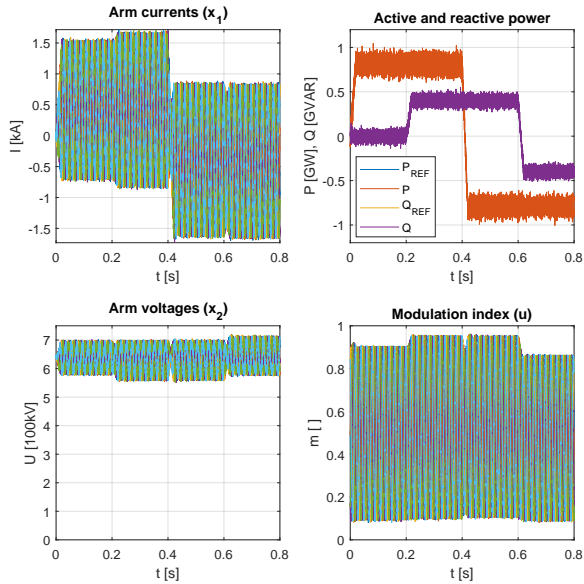 Arm currents (x₁)
I [kA]
1.5
1
0.5
0
-0.5
-1
-1.5
0
0.2
0.4
0.6
0.8
t [s]
Active and reactive power
P [GW], Q [GVAR]
1
0.5
0
-0.5
-1
P_REF
P
Q_REF
Q
0
0.2
0.4
0.6
0.8
t [s]
Arm voltages (x₂)
U [100kV]
7
6
5
4
3
2
1
0
0
0.2
0.4
0.6
0.8
t [s]
Modulation index (u)
m [ ]
1
0.8
0.6
0.4
0.2
0
0
0.2
0.4
0.6
0.8
t [s]